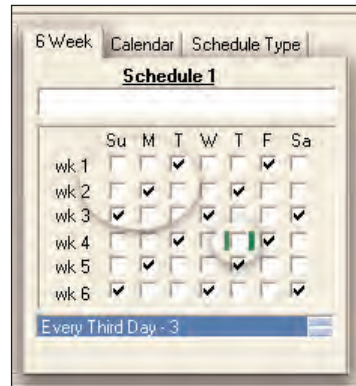 6 Week Calendar Schedule Type
Schedule 1
Su M T W T F Sa
wk 1
wk 2
wk 3
wk 4
wk 5
wk 6
Every Third Day - 3